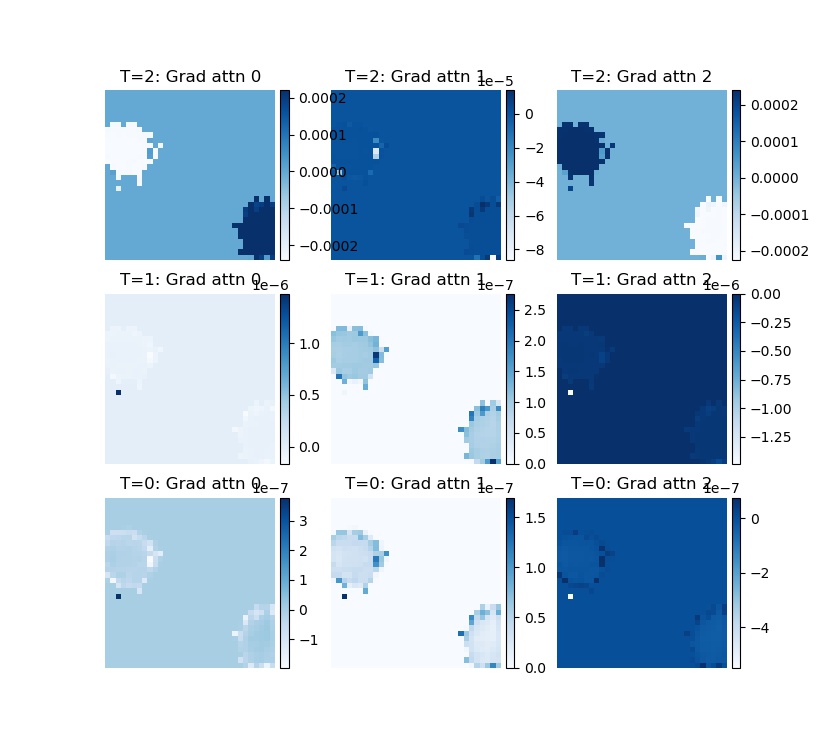 T=2: Grad attn 0
T=2: Grad attn 1
T=2: Grad attn 2
1e−5
0.0002
0.0001
0.0000
−0.0001
−0.0002
0
−2
−4
−6
−8
0.0002
0.0001
0.0000
−0.0001
−0.0002
T=1: Grad attn 0
T=1: Grad attn 1
T=1: Grad attn 2
1e−6
1e−7
1e−6
1.0
0.5
0.0
2.5
2.0
1.5
1.0
0.5
0.0
0.00
−0.25
−0.50
−0.75
−1.00
−1.25
T=0: Grad attn 0
T=0: Grad attn 1
T=0: Grad attn 2
1e−7
1e−7
1e−7
3
2
1
0
−1
1.5
1.0
0.5
0.0
0
−2
−4